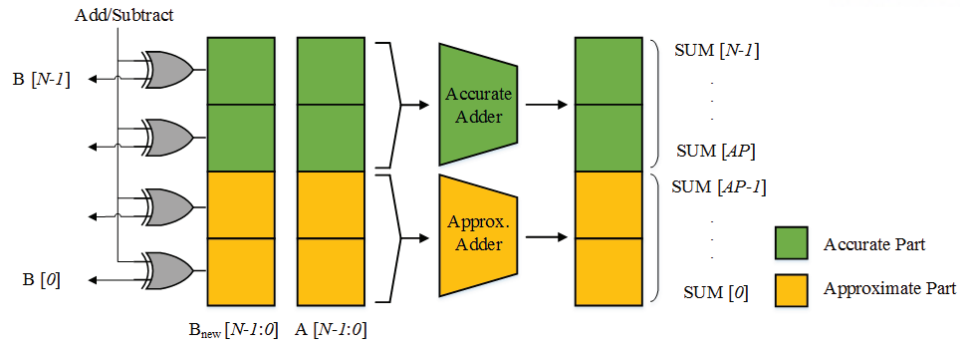 Add/Subtract
B [N-1]
B [0]
B_new [N-1:0]
A [N-1:0]
Accurate
Adder
Approx.
Adder
SUM [N-1]
.
.
.
SUM [AP]
SUM [AP-1]
.
.
.
SUM [0]
Accurate Part
Approximate Part